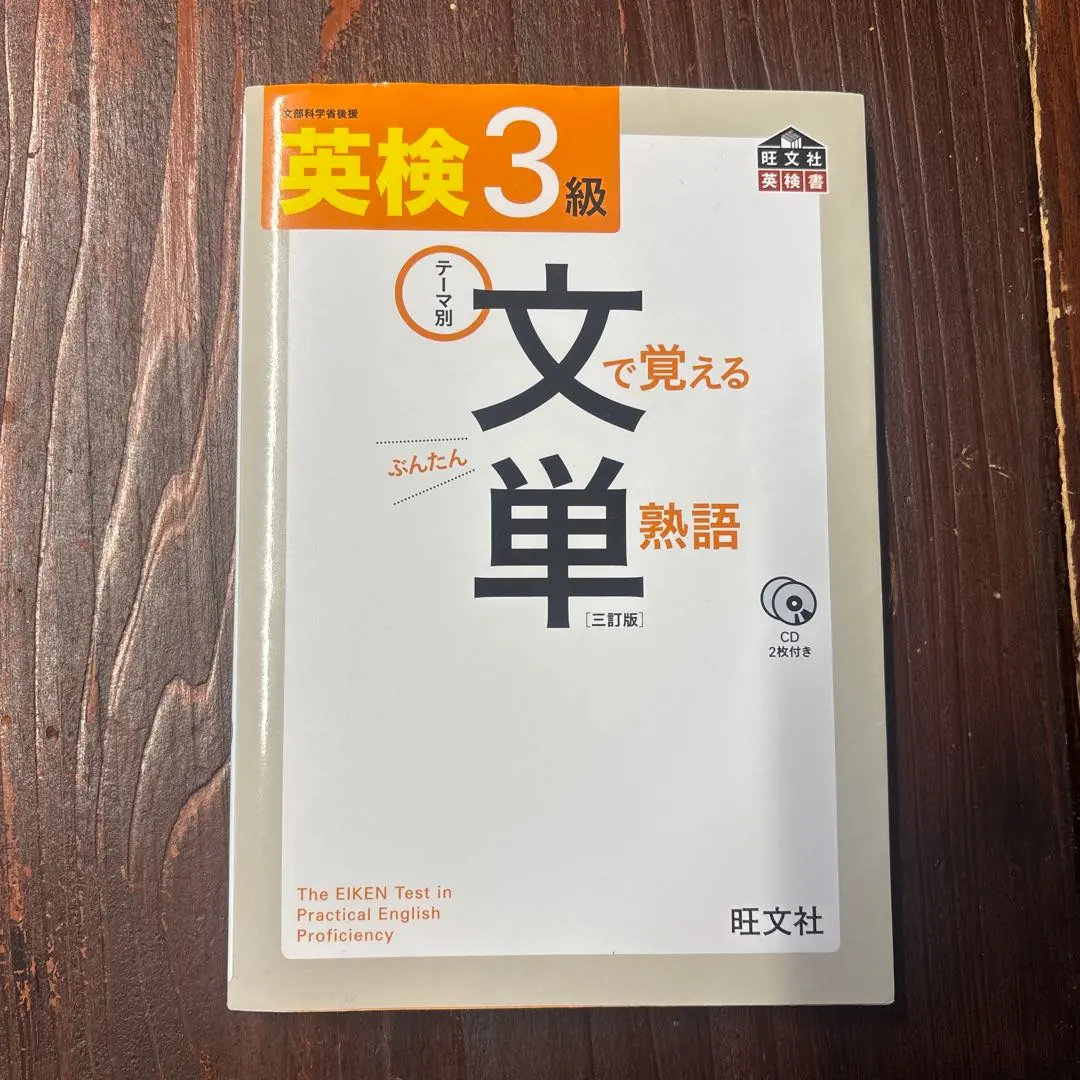 文部科学省後援
英検3級
旺文社
英検書
テーマ別
文で覚える
ぶんたん
単熟語
[三訂版]
CD
2枚付き
The EIKEN Test in
Practical English
Proficiency
旺文社